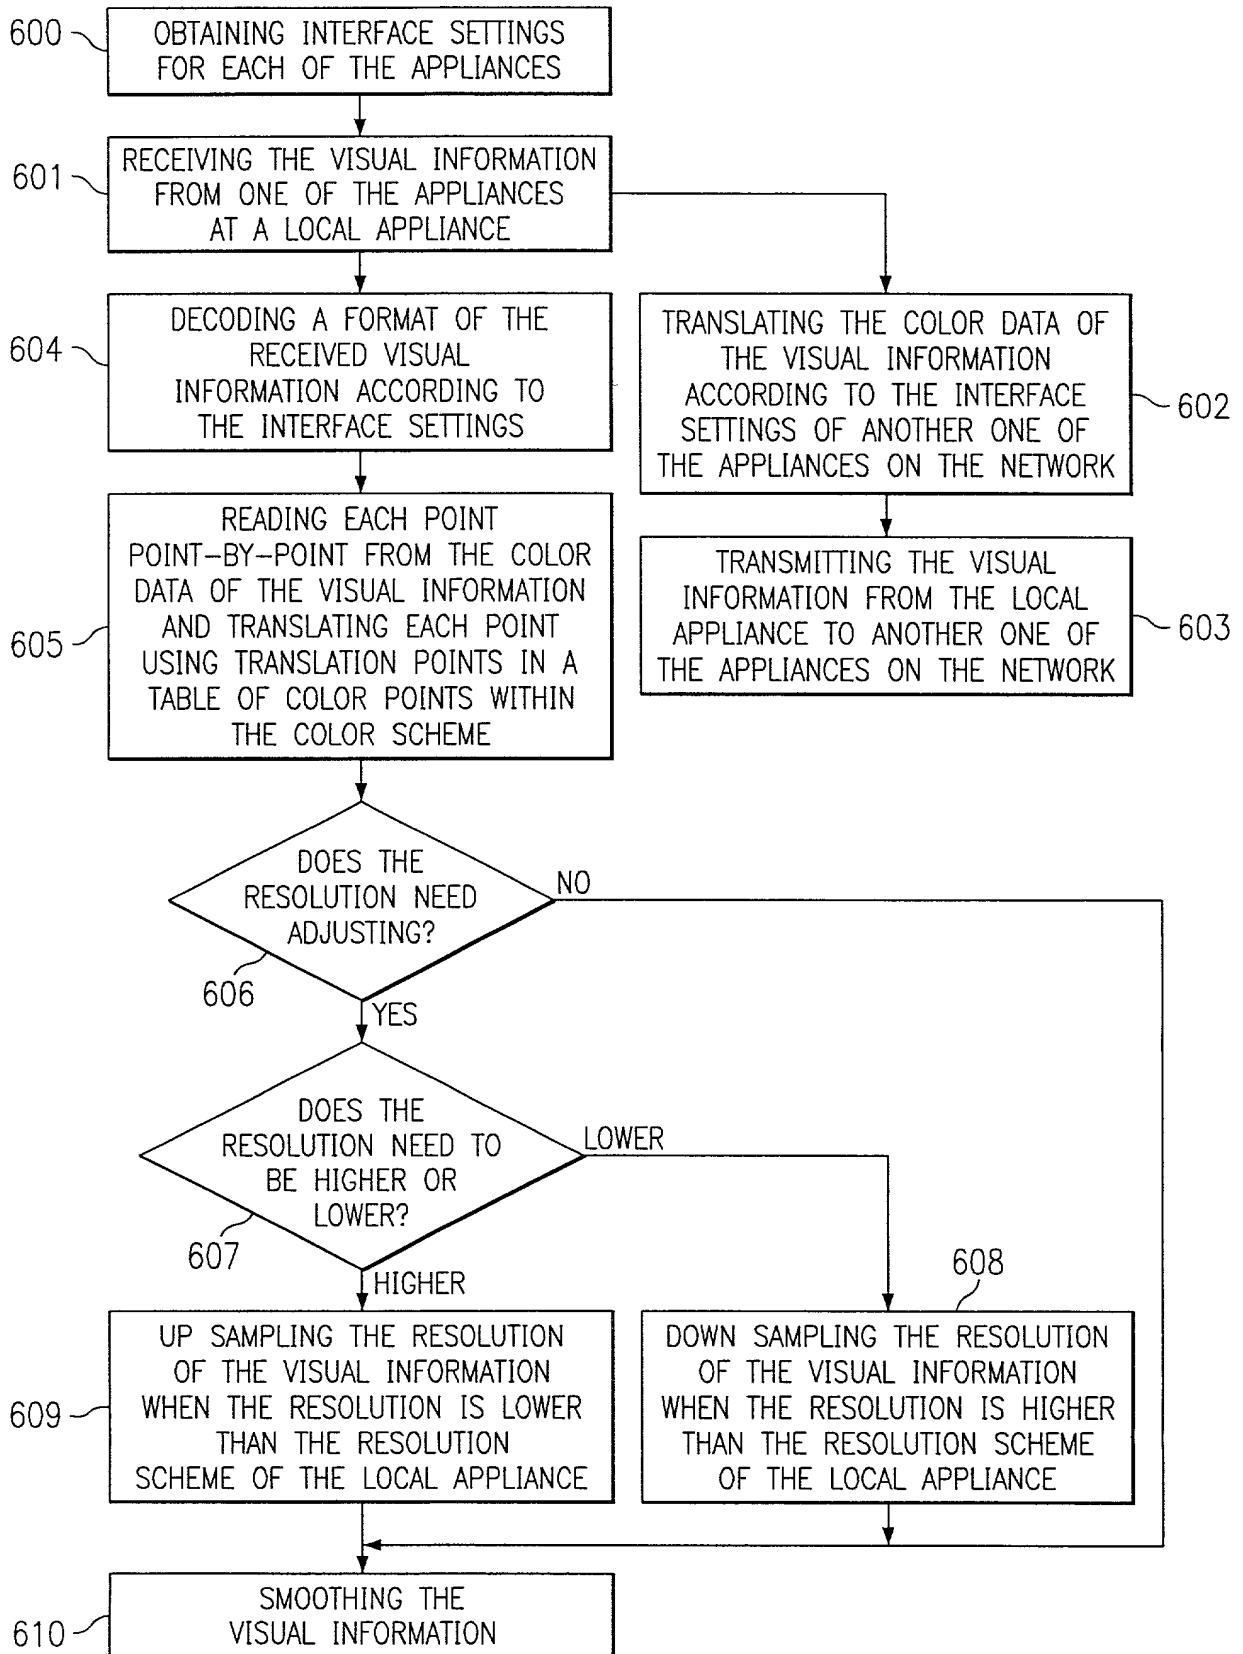 600
OBTAINING INTERFACE SETTINGS
FOR EACH OF THE APPLIANCES
601
RECEIVING THE VISUAL INFORMATION
FROM ONE OF THE APPLIANCES
AT A LOCAL APPLIANCE
604
DECODING A FORMAT OF THE
RECEIVED VISUAL
INFORMATION ACCORDING TO
THE INTERFACE SETTINGS
TRANSLATING THE COLOR DATA OF
THE VISUAL INFORMATION
ACCORDING TO THE INTERFACE
SETTINGS OF ANOTHER ONE OF
THE APPLIANCES ON THE NETWORK
602
605
READING EACH POINT
POINT-BY-POINT FROM THE COLOR
DATA OF THE VISUAL INFORMATION
AND TRANSLATING EACH POINT
USING TRANSLATION POINTS IN A
TABLE OF COLOR POINTS WITHIN
THE COLOR SCHEME
TRANSMITTING THE VISUAL
INFORMATION FROM THE LOCAL
APPLIANCE TO ANOTHER ONE OF
THE APPLIANCES ON THE NETWORK
603
DOES THE
RESOLUTION NEED
ADJUSTING?
NO
606
YES
DOES THE
RESOLUTION NEED TO
BE HIGHER OR
LOWER?
LOWER
607
HIGHER
608
UP SAMPLING THE RESOLUTION
OF THE VISUAL INFORMATION
WHEN THE RESOLUTION IS LOWER
THAN THE RESOLUTION
SCHEME OF THE LOCAL APPLIANCE
609
DOWN SAMPLING THE RESOLUTION
OF THE VISUAL INFORMATION
WHEN THE RESOLUTION IS HIGHER
THAN THE RESOLUTION SCHEME
OF THE LOCAL APPLIANCE
610
SMOOTHING THE
VISUAL INFORMATION